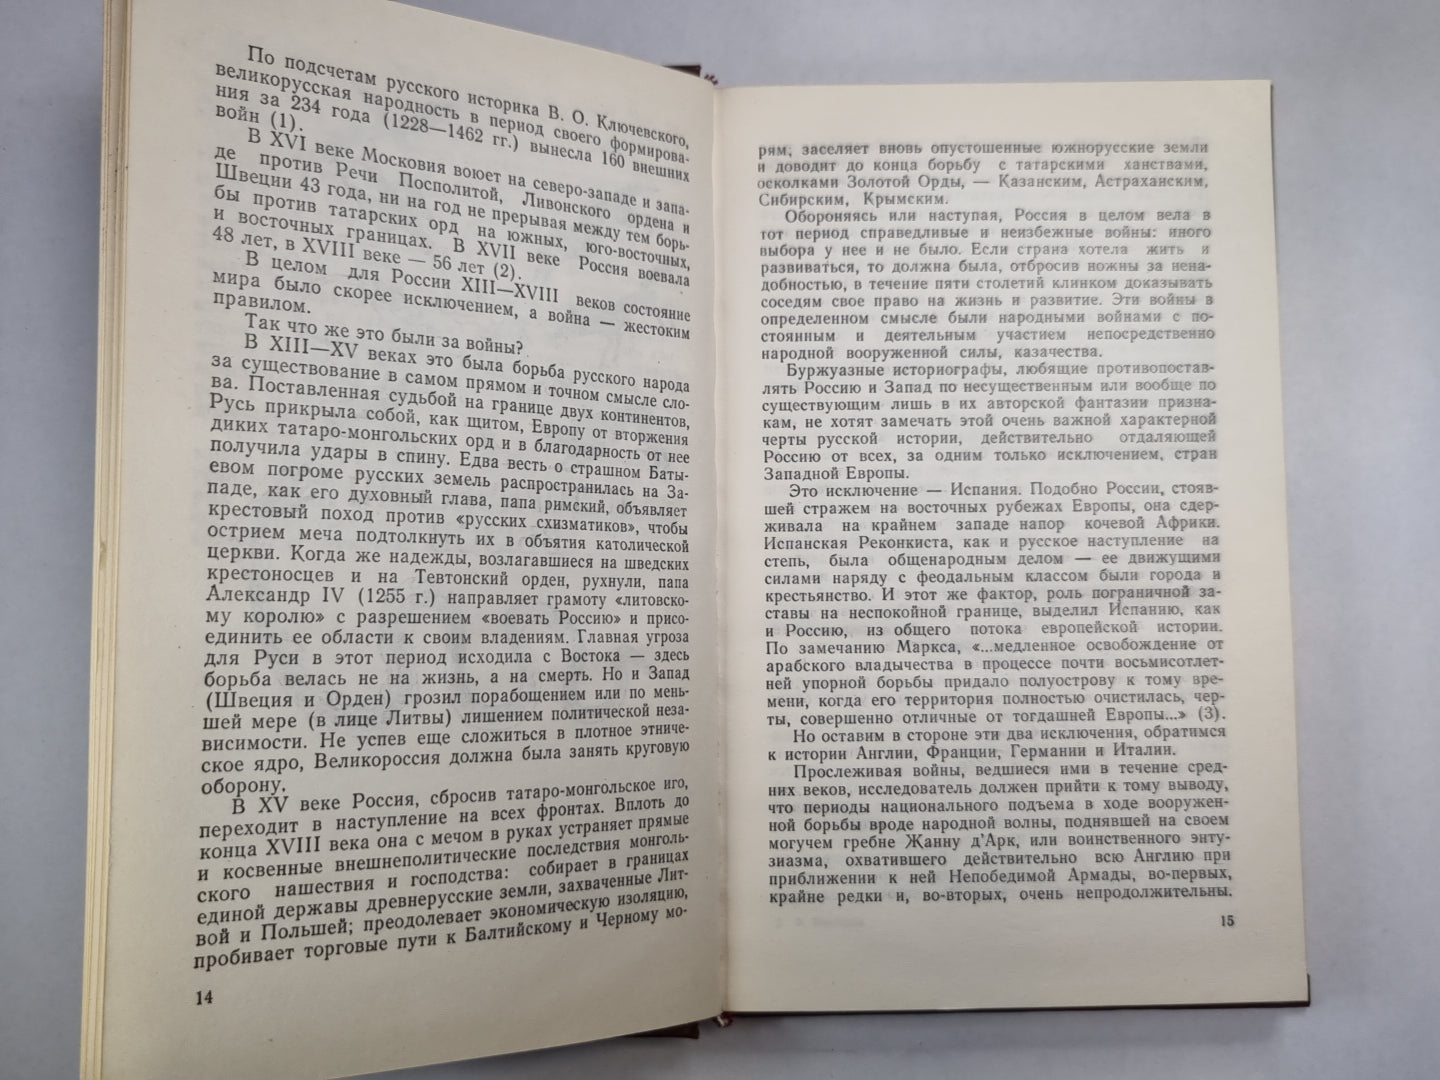 По подсчетам русского историка В. О. Ключевского,
великорусская народность в период своего формирова-
ния за 234 года (1228—1462 гг.) вынесла 160 внешних
войн (1).
В XVI веке Московия воюет на северо-западе и запа-
де против Речи Посполитой, Ливонского ордена и
Швеции 43 года, ни на год не прерывая между тем борь-
бы против татарских орд на южных, юго-восточных,
и восточных границах. В XVII веке Россия воевала
48 лет, в XVIII веке — 56 лет (2).
В целом для России XIII—XVIII веков состояние
мира было скорее исключением, а война — жестоким
правилом.
Так что же это были за войны?
В XIII—XV веках это была борьба русского народа
за существование в самом прямом и точном смысле сло-
ва. Поставленная судьбой на границе двух континентов,
Русь прикрыла собой, как щитом, Европу от вторжения
диких татаро-монгольских орд и в благодарность от нее
получила удары в спину. Едва весть о страшном Баты-
евом погроме русских земель распространилась на За-
паде, как его духовный глава, папа римский, объявляет
крестовый поход против «русских схизматиков», чтобы
острием меча подтолкнуть их в объятия католической
церкви. Когда же надежды, возлагавшиеся на шведских
крестоносцев и на Тевтонский орден, рухнули, папа
Александр IV (1255 г.) направляет грамоту «литовско-
му королю» с разрешением «воевать Россию» и присо-
единить ее области к своим владениям. Главная угроза
для Руси в этот период исходила с Востока — здесь
борьба велась не на жизнь, а на смерть. Но и Запад
(Швеция и Орден) грозил порабощением или по мень-
шей мере (в лице Литвы) лишением политической неза-
висимости. Не успев еще сложиться в плотное этниче-
ское ядро, Великороссия должна была занять круговую
оборону.
В XV веке Россия, сбросив татаро-монгольское иго,
переходит в наступление на всех фронтах. Вплоть до
конца XVIII века она с мечом в руках устраняет прямые
и косвенные внешнеполитические последствия монголь-
ского нашествия и господства: собирает в границах
единой державы древнерусские земли, захваченные Лит-
вой и Польшей; преодолевает экономическую изоляцию,
пробивает торговые пути к Балтийскому и Черному мо-
14
рям, заселяет вновь опустошенные южнорусские земли
и доводит до конца борьбу с татарскими ханствами,
осколками Золотой Орды, — Казанским, Астраханским,
Сибирским, Крымским.
Обороняясь или наступая, Россия в целом вела в
тот период справедливые и неизбежные войны: иного
выбора у нее и не было. Если страна хотела жить и
развиваться, то должна была, отбросив ножны за нена-
добностью, в течение пяти столетий клинком доказывать
соседям свое право на жизнь и развитие. Эти войны в
определенном смысле были народными войнами с по-
стоянным и деятельным участием непосредственно
народной вооруженной силы, казачества.
Буржуазные историографы, любящие противопостав-
лять Россию и Запад по несущественным или вообще по
существующим лишь в их авторской фантазии призна-
кам, не хотят замечать этой очень важной характерной
черты русской истории, действительно отдаляющей
Россию от всех, за одним только исключением, стран
Западной Европы.
Это исключение — Испания. Подобно России, стояв-
шей стражем на восточных рубежах Европы, она сдер-
живала на крайнем западе напор кочевой Африки.
Испанская Реконкиста, как и русское наступление на
степь, была общенародным делом — ее движущими
силами наряду с феодальным классом были города и
крестьянство. И этот же фактор, роль пограничной за-
ставы на неспокойной границе, выделил Испанию, как
и Россию, из общего потока европейской истории.
По замечанию Маркса, «...медленное освобождение от
арабского владычества в процессе почти восьмисотлет-
ней упорной борьбы придало полуострову к тому вре-
мени, когда его территория полностью очистилась, чер-
ты, совершенно отличные от тогдашней Европы...» (3).
Но оставим в стороне эти два исключения, обратимся
к истории Англии, Франции, Германии и Италии.
Прослеживая войны, ведшиеся ими в течение сред-
них веков, исследователь должен прийти к тому выводу,
что периоды национального подъема в ходе вооружен-
ной борьбы вроде народной волны, поднявшей на своем
могучем гребне Жанну д'Арк, или воинственного энту-
зиазма, охватившего действительно всю Англию при
приближении к ней Непобедимой Армады, во-первых,
крайне редки и, во-вторых, очень непродолжительны.
15